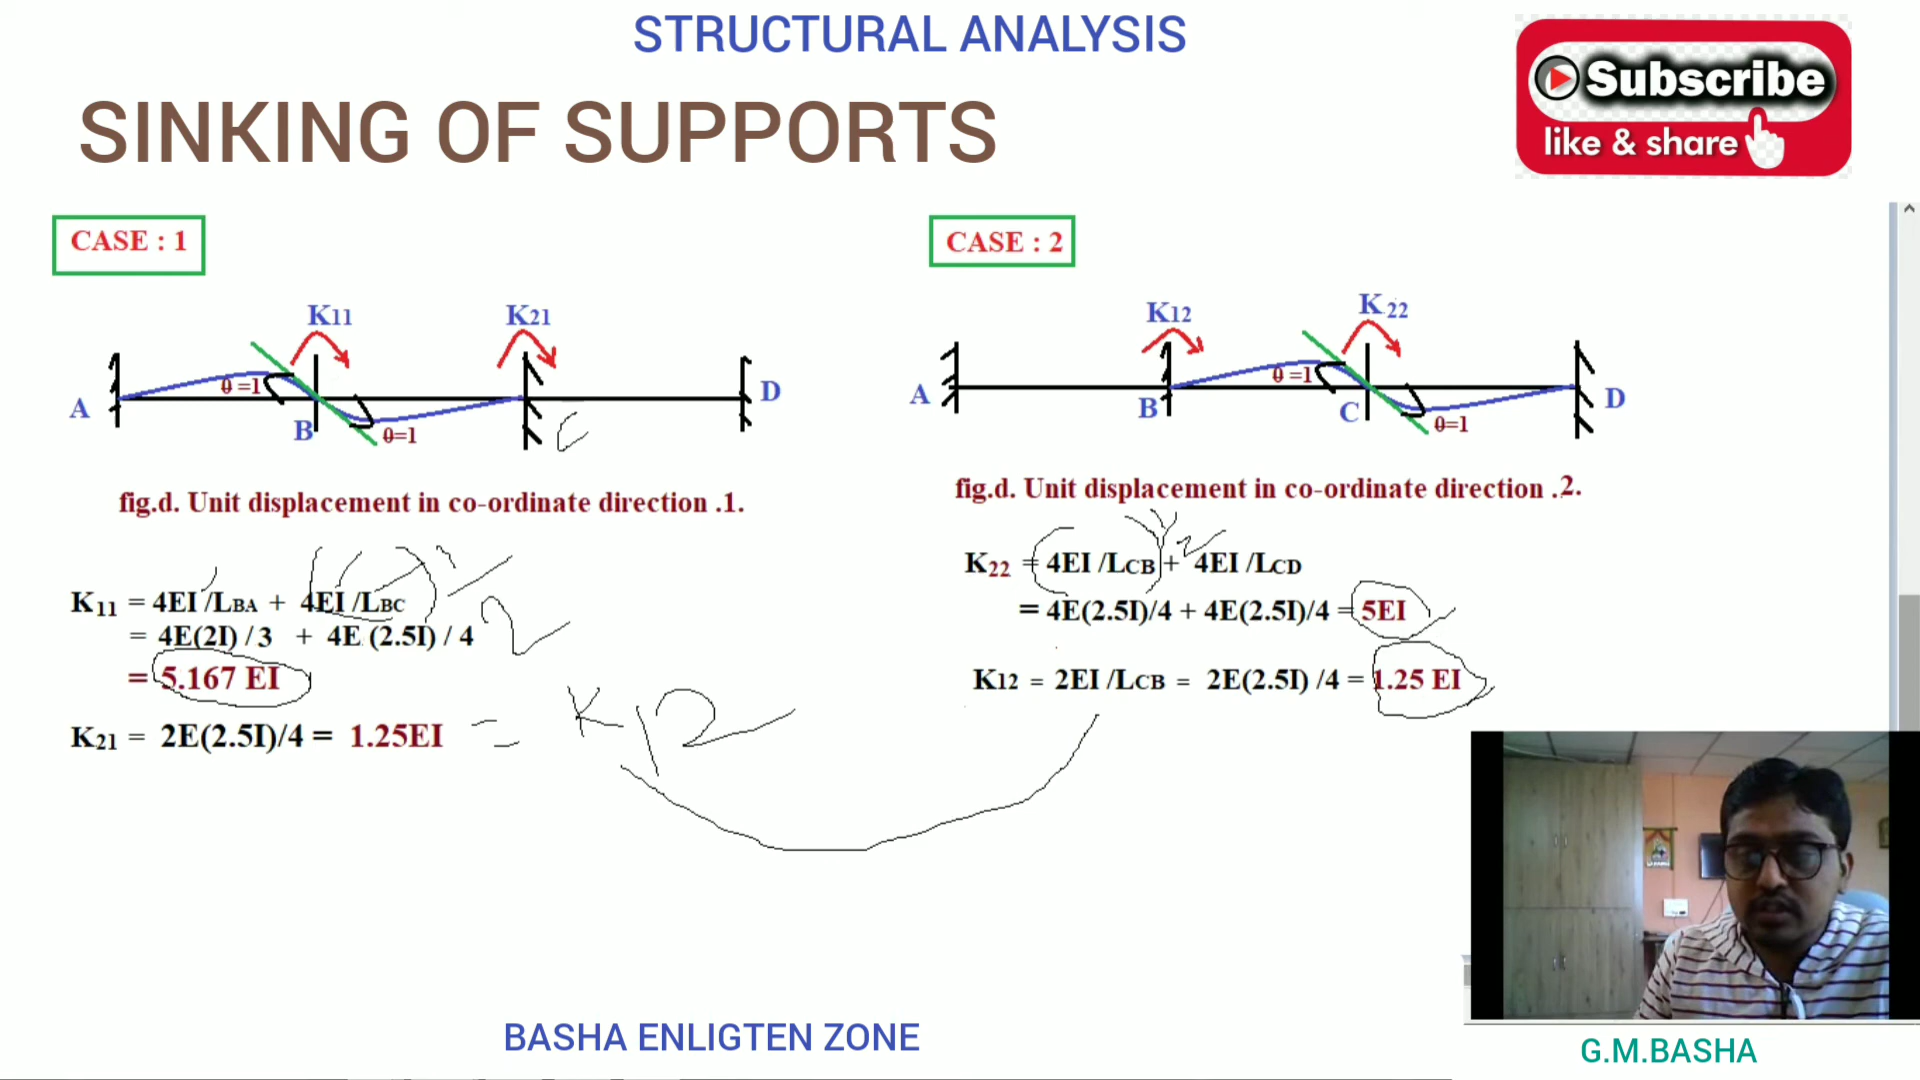 STRUCTURAL ANALYSIS
SINKING OF SUPPORTS
Subscribe
like & share
CASE : 1
K11 K21
θ =1
A B D
θ=1
fig.d. Unit displacement in co-ordinate direction .1.
K11 = 4EI /LBA + 4EI /LBC
= 4E(2I) / 3 + 4E (2.5I) / 4
= 5.167 EI
K21 = 2E(2.5I)/4 = 1.25EI = K12
CASE : 2
K12 K22
θ =1
A B C D
θ=1
fig.d. Unit displacement in co-ordinate direction .2.
K22 = 4EI /LCB + 4EI /LCD
= 4E(2.5I)/4 + 4E(2.5I)/4 = 5EI
K12 = 2EI /LCB = 2E(2.5I) /4 = 1.25 EI
BASHA ENLIGTEN ZONE
G.M.BASHA